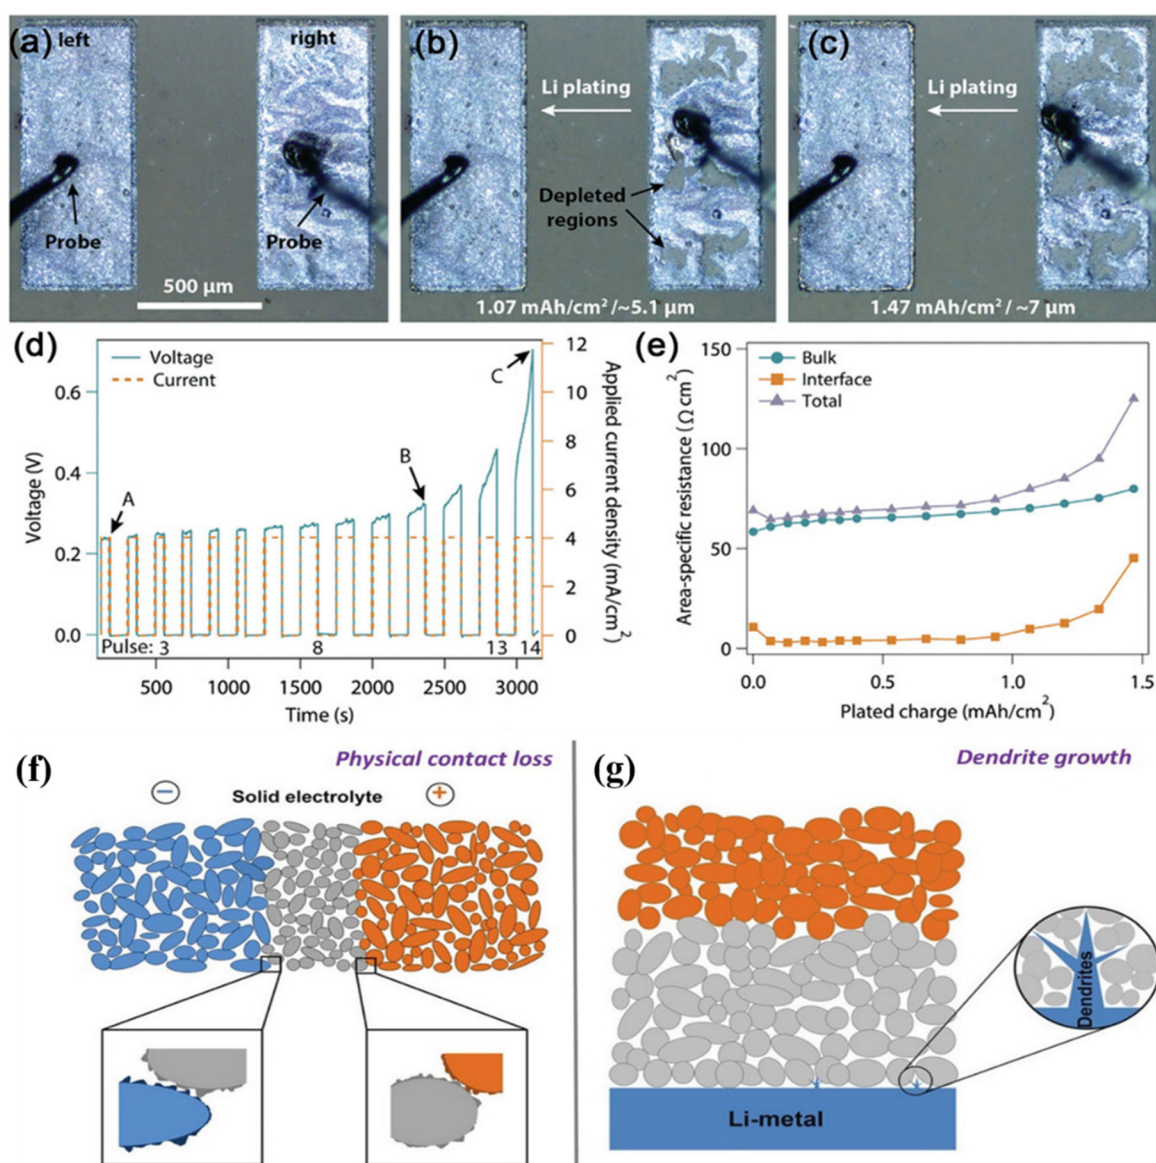 (a)
left
right
Probe
Probe
500 µm
(b)
Li plating
Depleted
regions
1.07 mAh/cm²/~5.1 µm
(c)
Li plating
1.47 mAh/cm²/~7 µm
(d)
Voltage
Current
A
B
C
Voltage (V)
0.6
0.4
0.2
0.0
Pulse: 3
8
13
14
500
1000
1500
2000
2500
3000
Time (s)
12
10
8
6
4
2
0
Applied current density (mA/cm²)
(e)
Bulk
Interface
Total
Area-specific resistance (Ω cm²)
150
100
50
0
0.0
0.5
1.0
1.5
Plated charge (mAh/cm²)
(f)
Physical contact loss
−
Solid electrolyte
+
(g)
Dendrite growth
Dendrites
Li-metal